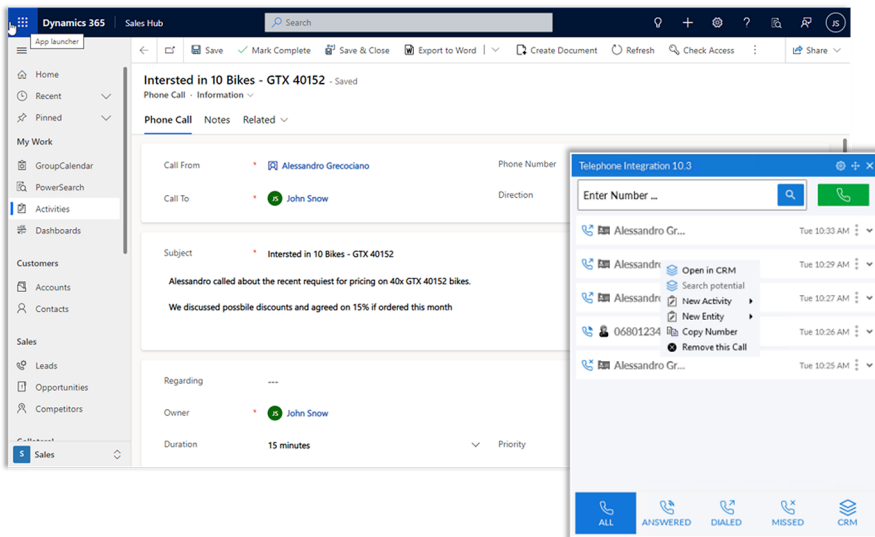 Dynamics 365 Sales Hub Search JS
App launcher
Save Mark Complete Save & Close Export to Word Create Document Refresh Check Access Share
Home
Recent
Pinned
My Work
GroupCalendar
PowerSearch
Activities
Dashboards
Customers
Accounts
Contacts
Sales
Leads
Opportunities
Competitors
S Sales
Intersted in 10 Bikes - GTX 40152 - Saved
Phone Call · Information
Phone Call Notes Related
Call From * Alessandro Grecociano Phone Number
Call To * JS John Snow Direction
Subject * Intersted in 10 Bikes - GTX 40152
Alessandro called about the recent requiest for pricing on 40x GTX 40152 bikes.
We discussed possbile discounts and agreed on 15% if ordered this month
Regarding ---
Owner * JS John Snow
Duration 15 minutes Priority
Telephone Integration 10.3
Enter Number ...
Alessandro Gr... Tue 10:33 AM
Alessandro Tue 10:29 AM
Alessandro Tue 10:27 AM
06801234 Tue 10:26 AM
Alessandro Gr... Tue 10:25 AM
Open in CRM
Search potential
New Activity
New Entity
Copy Number
Remove this Call
ALL ANSWERED DIALED MISSED CRM